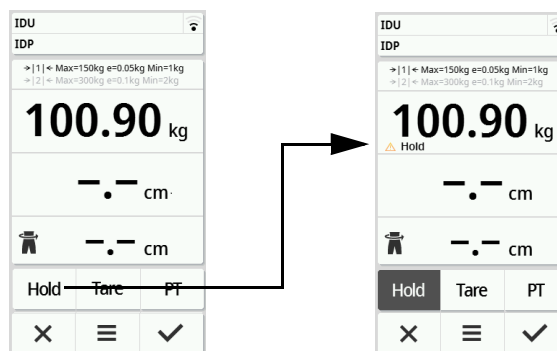 IDU
IDP
→|1|← Max=150kg e=0.05kg Min=1kg
→|2|← Max=300kg e=0.1kg Min=2kg
100.90 kg
–.– cm
–.– cm
Hold Tare PT
IDU
IDP
→|1|← Max=150kg e=0.05kg Min=1kg
→|2|← Max=300kg e=0.1kg Min=2kg
100.90 kg
Hold
–.– cm
–.– cm
Hold Tare PT